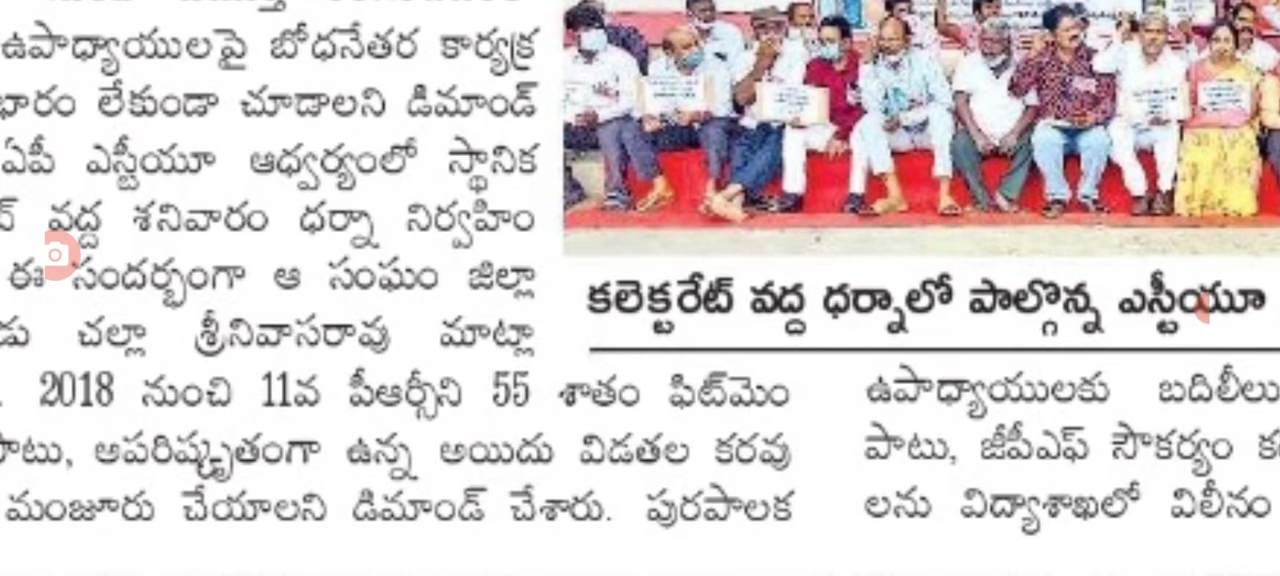 ఉపాధ్యాయులపై బోధనేతర కార్యక్ర
భారం లేకుండా చూడాలని డిమాండ్
ఏపీ ఎస్టీయూ ఆధ్వర్యంలో స్థానిక
వద్ద శనివారం ధర్నా నిర్వహిం
ఈ సందర్భంగా ఆ సంఘం జిల్లా
డు చల్లా శ్రీనివాసరావు మాట్లా
2018 నుంచి 11వ పీఆర్సీని 55 శాతం ఫిట్‌మెం
పాటు, అపరిష్కృతంగా ఉన్న అయిదు విడతల కరవు
మంజూరు చేయాలని డిమాండ్ చేశారు. పురపాలక
కలెక్టరేట్ వద్ద ధర్నాలో పాల్గొన్న ఎస్టీయూ
ఉపాధ్యాయులకు బదిలీలు
పాటు, జీపీఎఫ్ సౌకర్యం క
లను విద్యాశాఖలో విలీనం